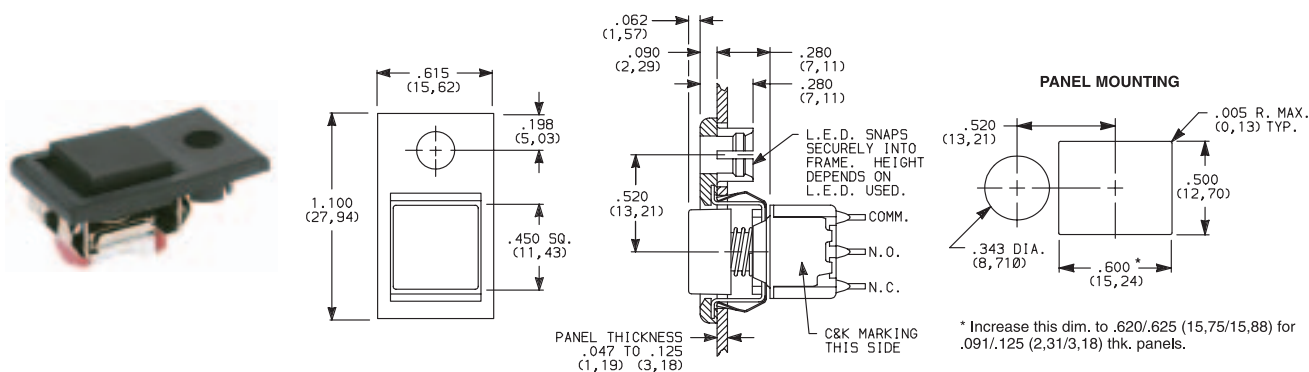 .615
(15,62)
.198
(5,03)
1.100
(27,94)
.450 SQ.
(11,43)
.062
(1,57)
.090
(2,29)
.280
(7,11)
.280
(7,11)
L.E.D. SNAPS
SECURELY INTO
FRAME. HEIGHT
DEPENDS ON
L.E.D. USED.
.520
(13,21)
COMM.
N.O.
N.C.
PANEL THICKNESS
.047 TO .125
(1,19) (3,18)
C&K MARKING
THIS SIDE
PANEL MOUNTING
.520
(13,21)
.005 R. MAX.
(0,13) TYP.
.500
(12,70)
.343 DIA.
(8,71Ø)
.600 *
(15,24)
* Increase this dim. to .620/.625 (15,75/15,88) for
.091/.125 (2,31/3,18) thk. panels.